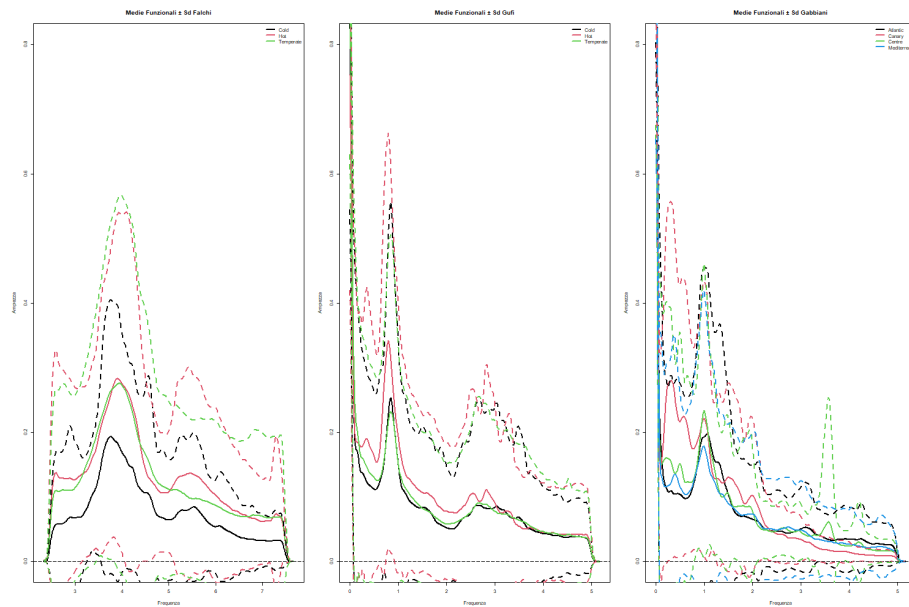 Medie Funzionali ± Sd Falchi
Cold
Hot
Temperate
Ampiezza
0.0
0.2
0.4
0.6
0.8
3
4
5
6
7
Frequenza
Medie Funzionali ± Sd Gufi
Cold
Hot
Temperate
Ampiezza
0.0
0.2
0.4
0.6
0.8
0
1
2
3
4
5
Frequenza
Medie Funzionali ± Sd Gabbiani
Atlantic
Canary
Centre
Ampiezza
0.0
0.2
0.4
0.6
0.8
0
1
2
3
4
5
Frequenza